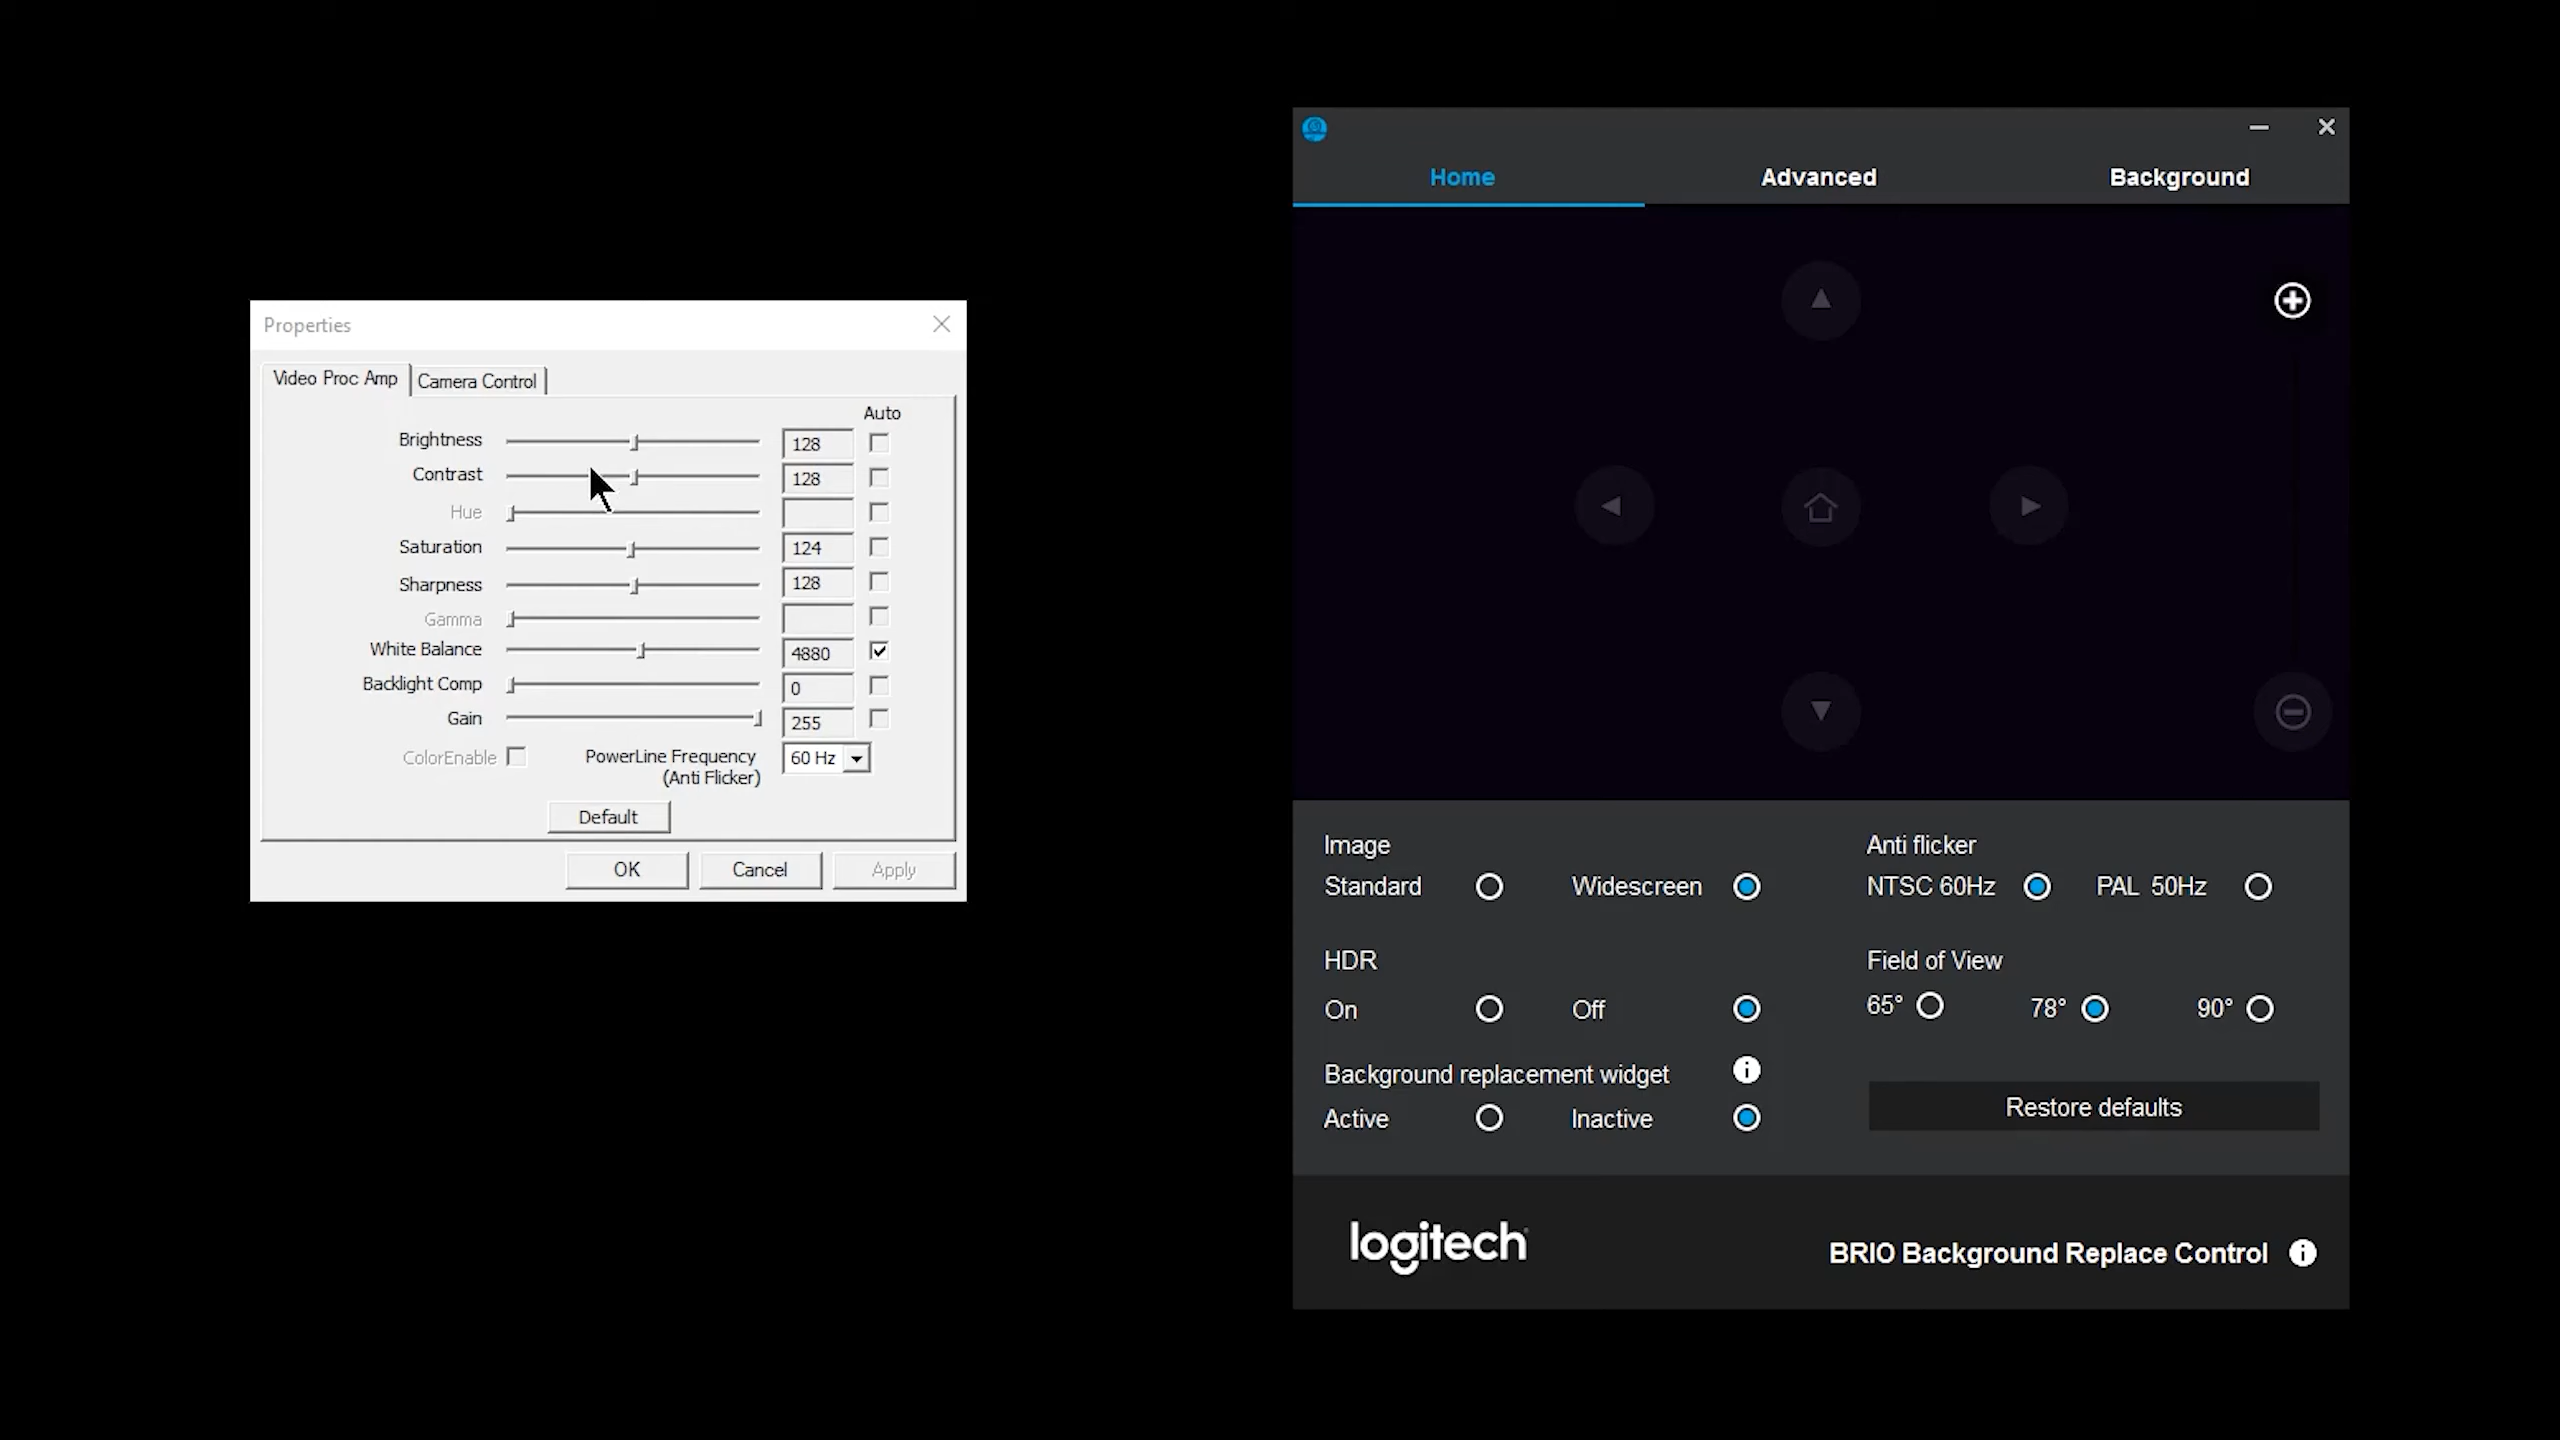 Properties
Video Proc Amp
Camera Control
Auto
Brightness 128
Contrast 128
Hue
Saturation 124
Sharpness 128
Gamma
White Balance 4880
Backlight Comp 0
Gain 255
ColorEnable PowerLine Frequency 60 Hz
(Anti Flicker)
Default
OK Cancel Apply
Home Advanced Background
Image
Standard Widescreen
Anti flicker
NTSC 60Hz PAL 50Hz
HDR
On Off
Field of View
65° 78° 90°
Background replacement widget
Active Inactive
Restore defaults
logitech
BRIO Background Replace Control